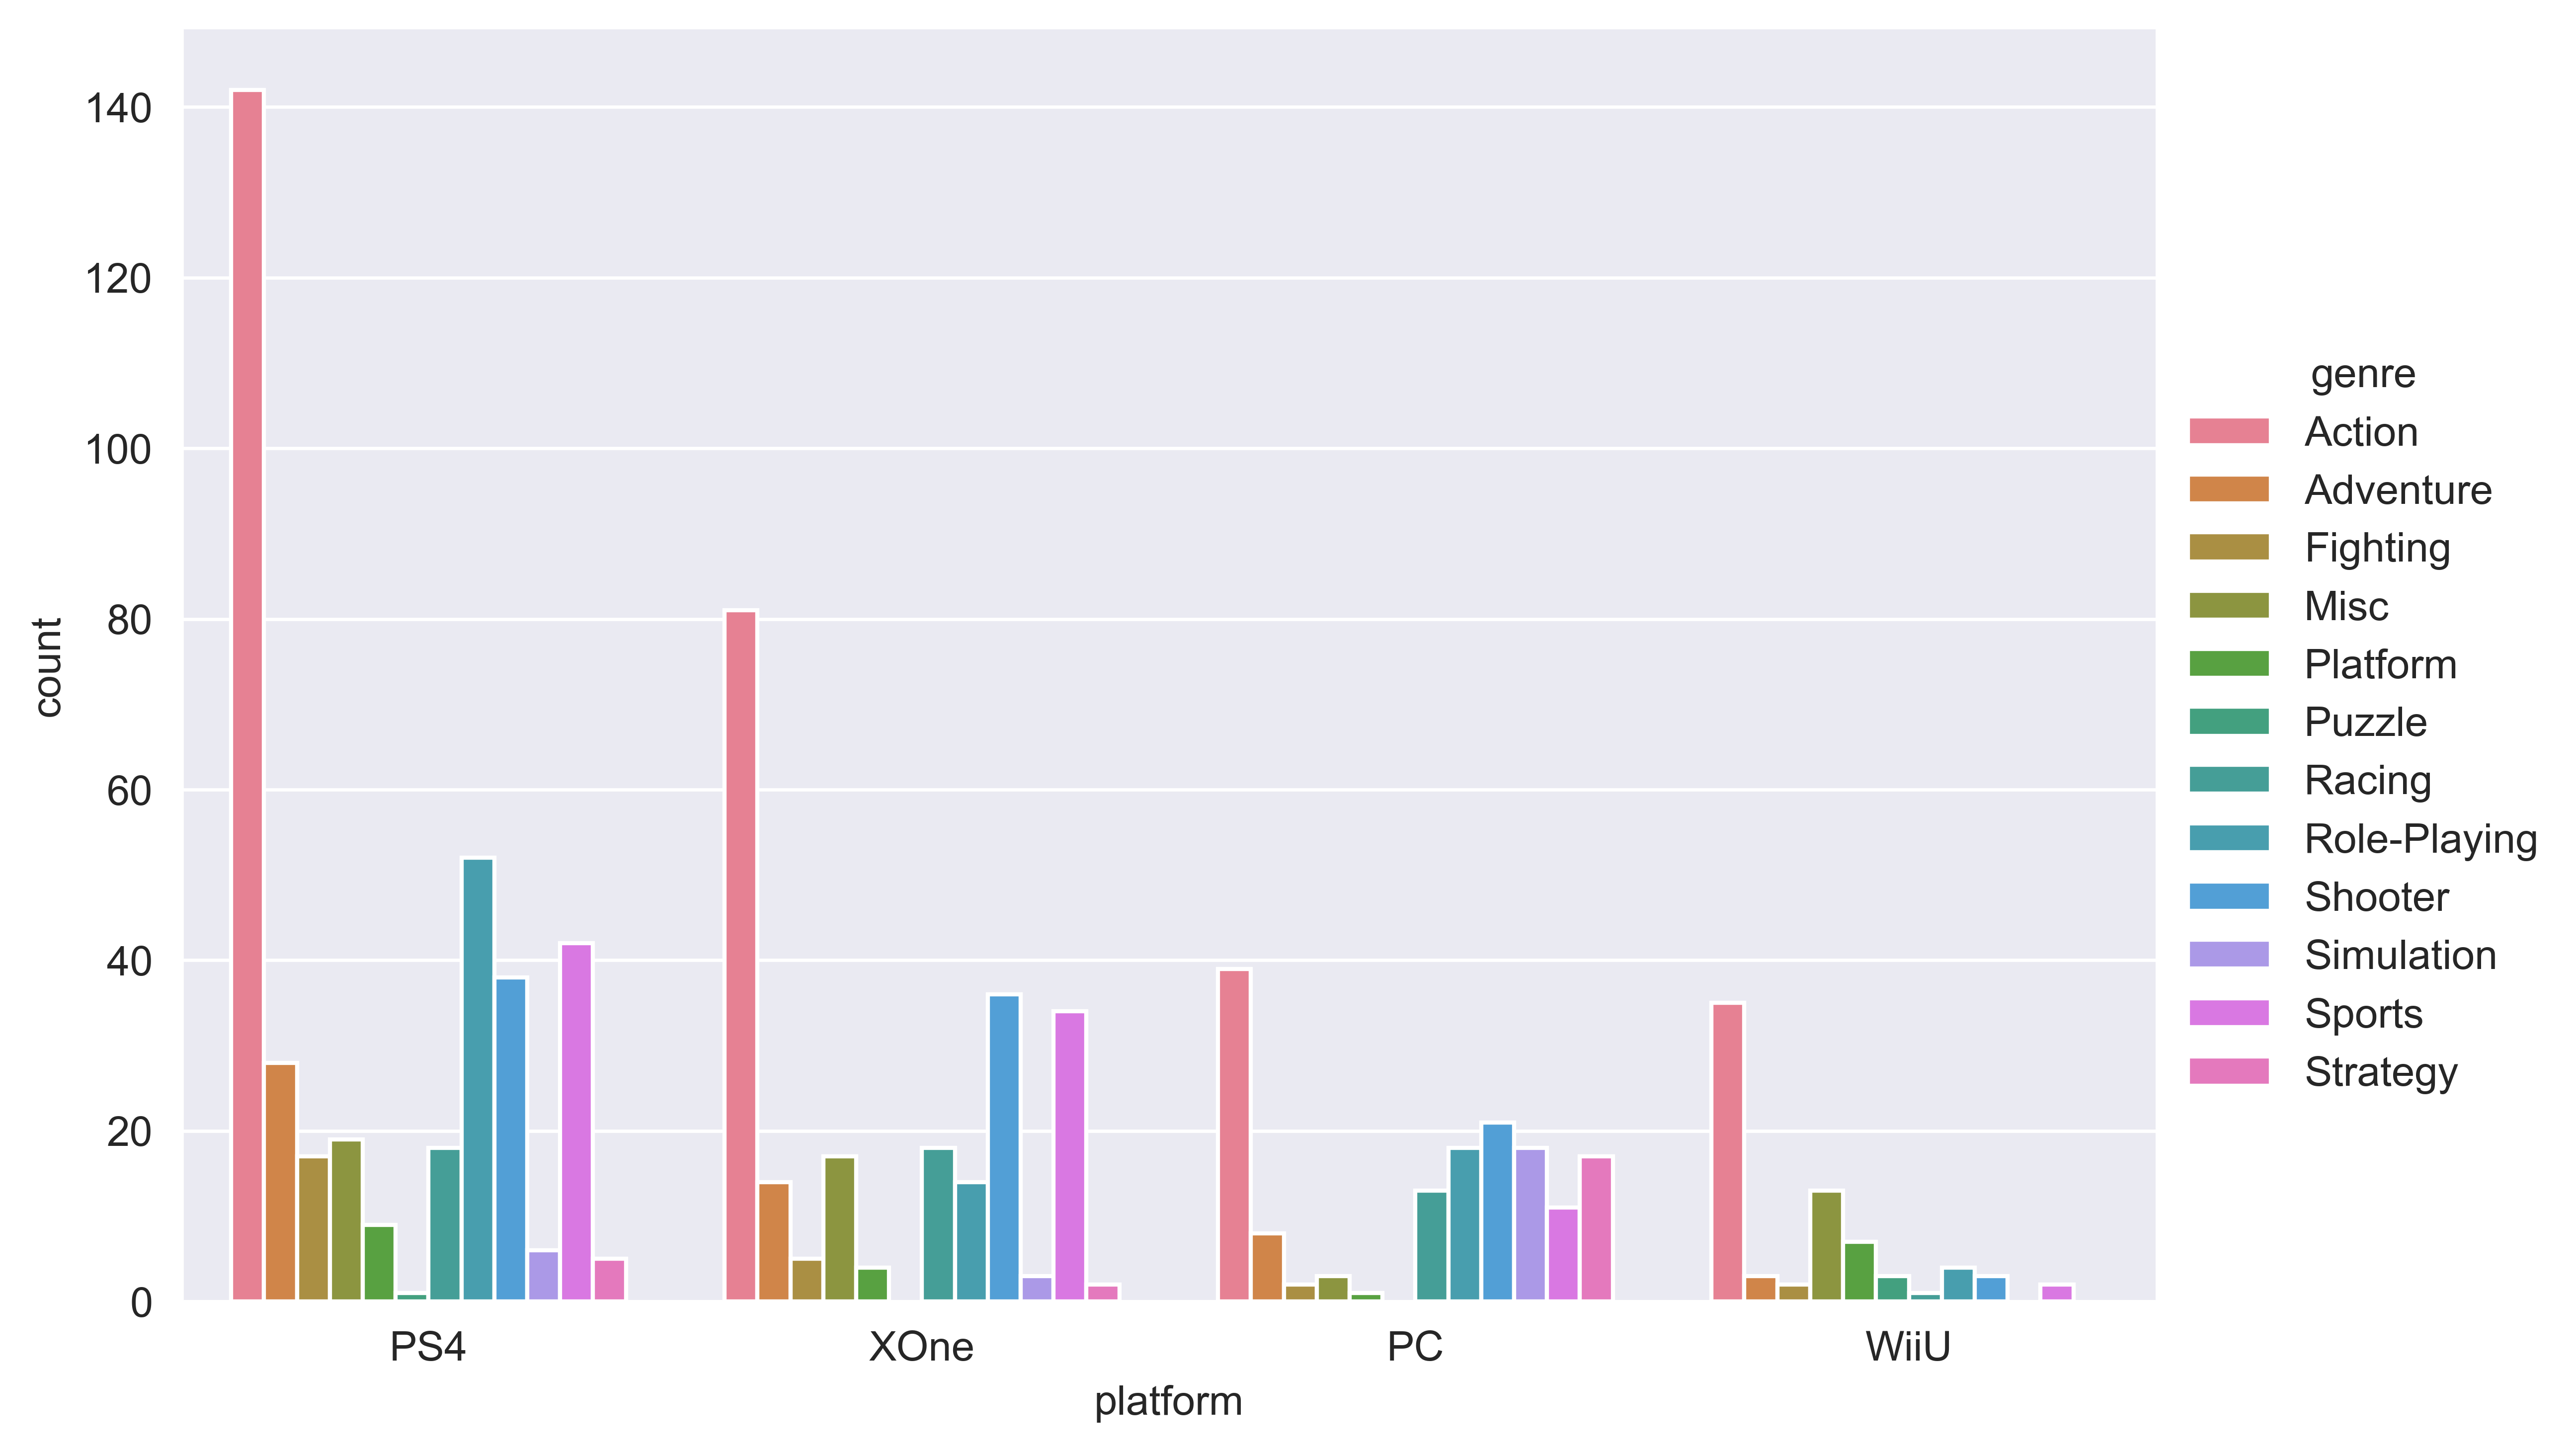 140
120
100
80
60
40
20
0
count
PS4
XOne
PC
WiiU
platform
genre
Action
Adventure
Fighting
Misc
Platform
Puzzle
Racing
Role-Playing
Shooter
Simulation
Sports
Strategy